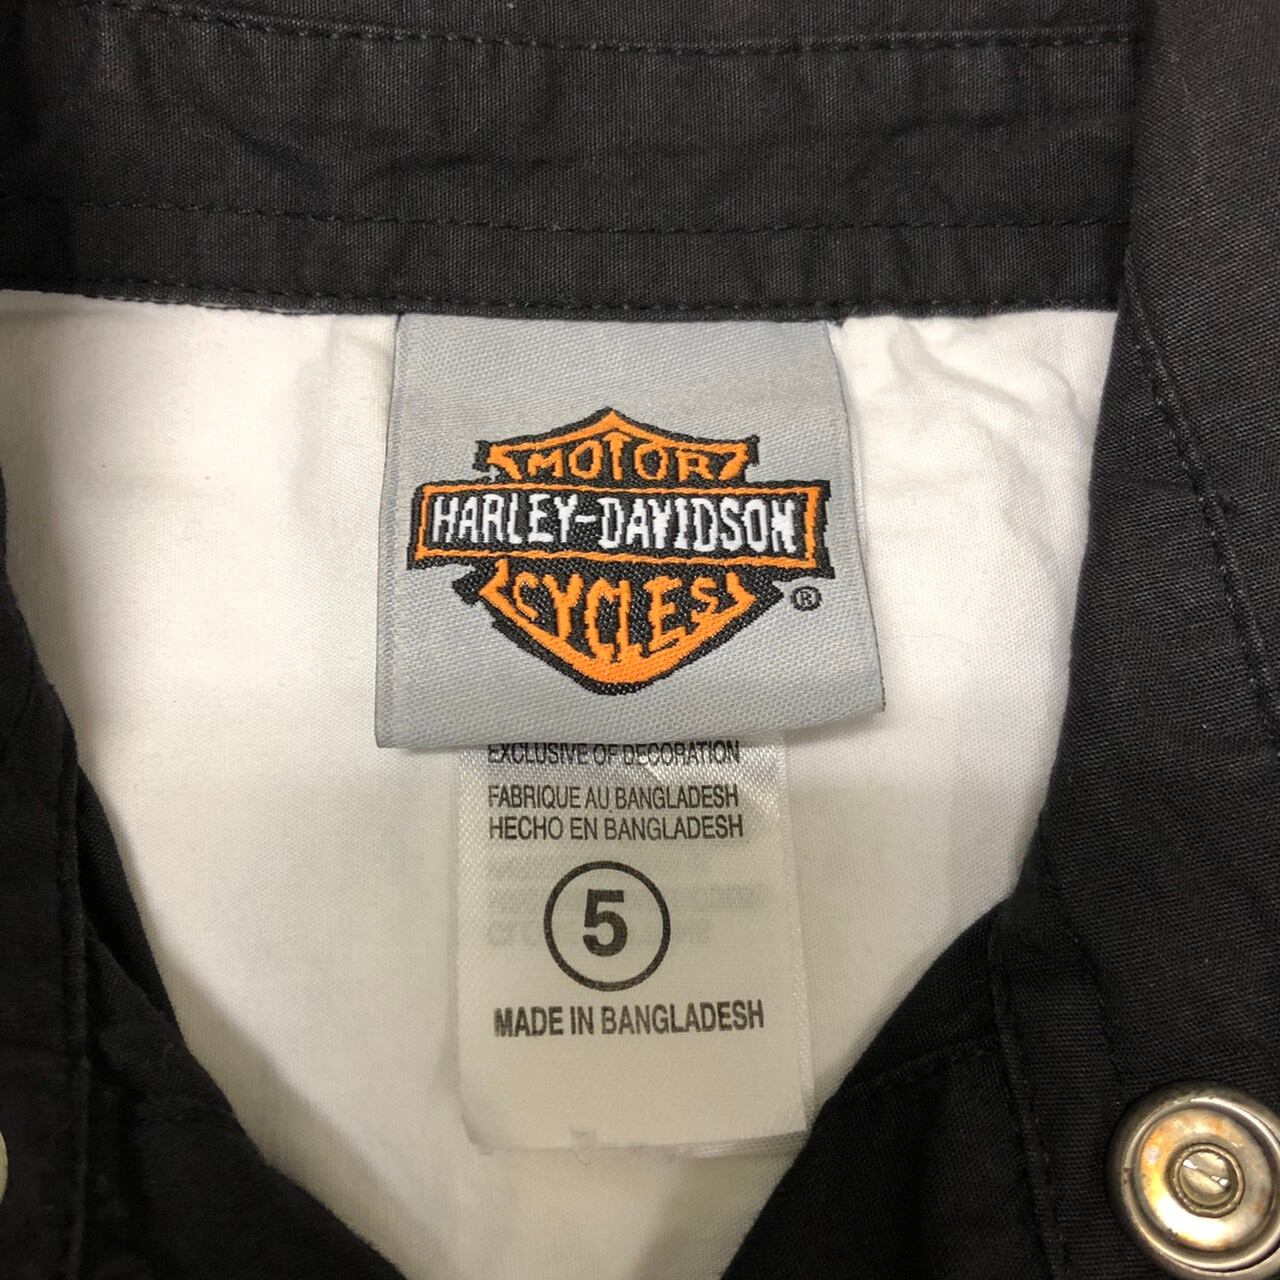 MOTOR
HARLEY-DAVIDSON
CYCLES
®
EXCLUSIVE OF DECORATION
FABRIQUE AU BANGLADESH
HECHO EN BANGLADESH
5
MADE IN BANGLADESH